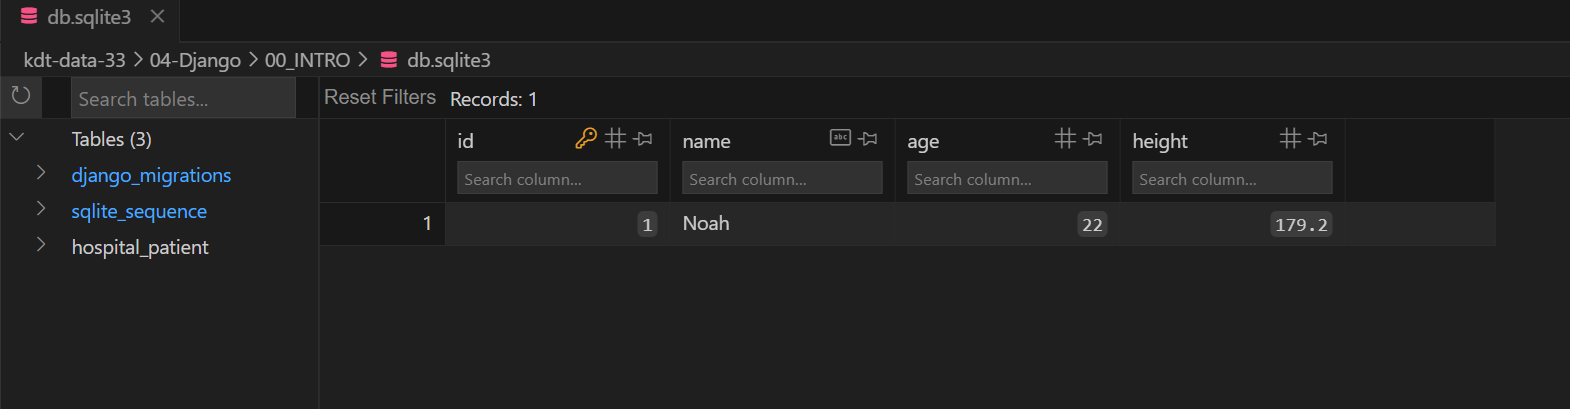 db.sqlite3
kdt-data-33 > 04-Django > 00_INTRO > db.sqlite3
Search tables...
Reset Filters Records: 1
Tables (3)
django_migrations
sqlite_sequence
hospital_patient
id name abc age height
Search column... Search column... Search column... Search column...
1 1 Noah 22 179.2